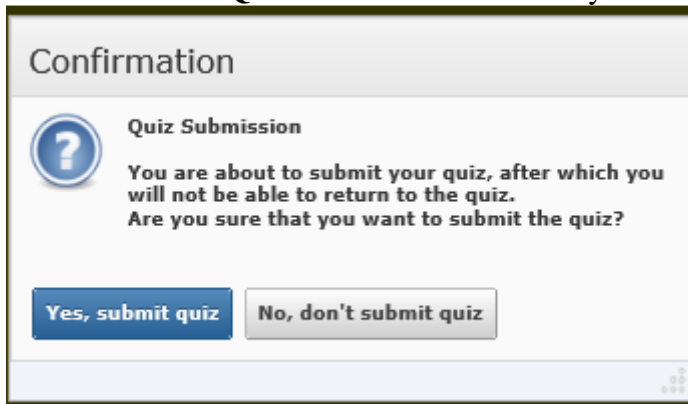 Confirmation
Quiz Submission
You are about to submit your quiz, after which you
will not be able to return to the quiz.
Are you sure that you want to submit the quiz?
Yes, submit quiz
No, don't submit quiz